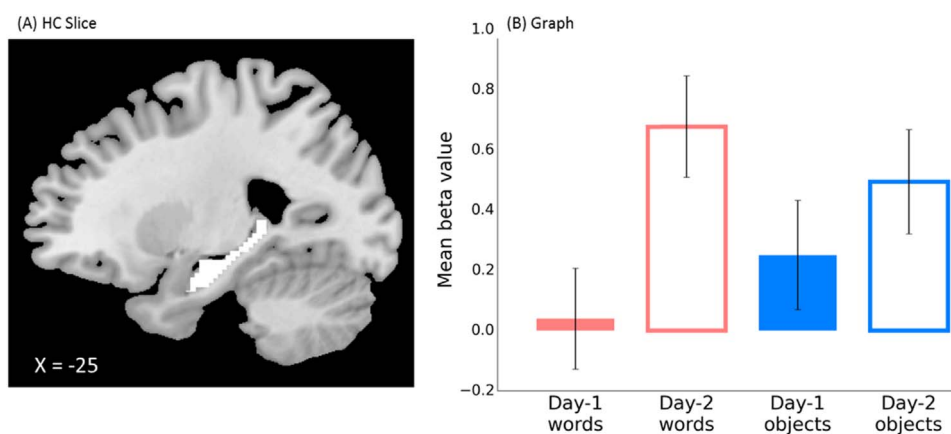 (A) HC Slice
X = -25
(B) Graph
Mean beta value
1.0
0.8
0.6
0.4
0.2
0.0
−0.2
Day-1 words
Day-2 words
Day-1 objects
Day-2 objects